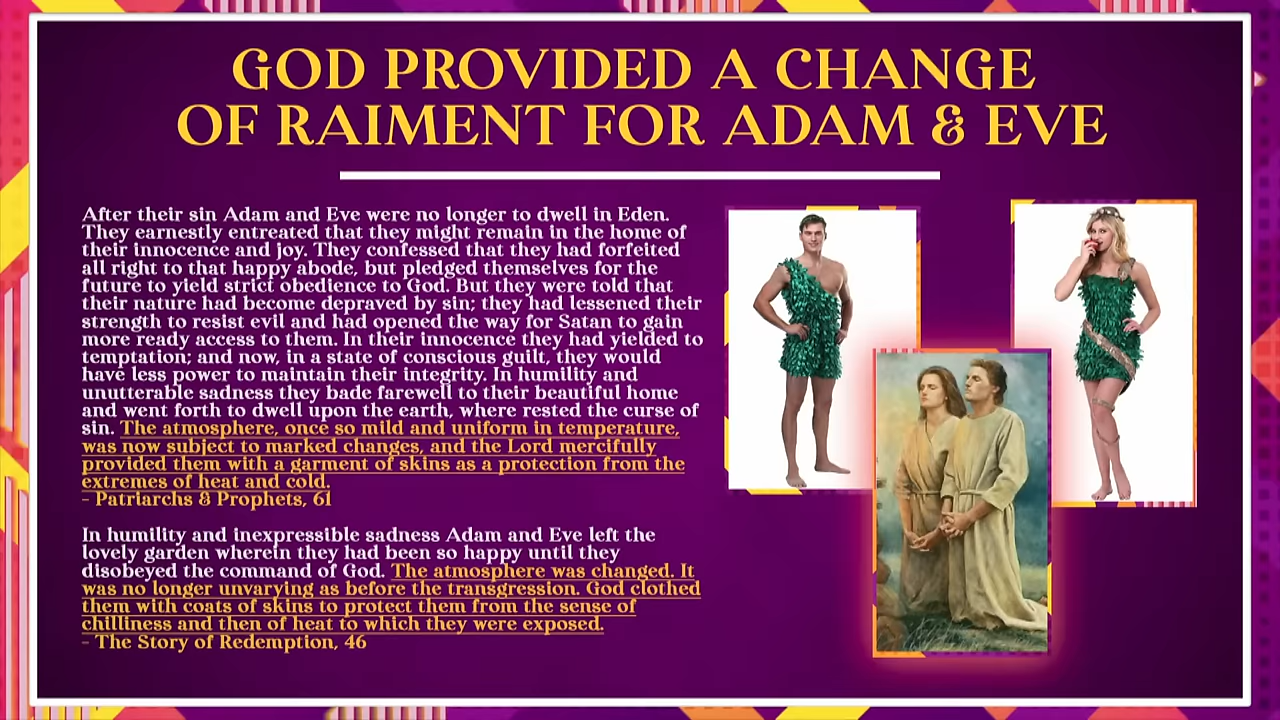 GOD PROVIDED A CHANGE
OF RAIMENT FOR ADAM & EVE
After their sin Adam and Eve were no longer to dwell in Eden.
They earnestly entreated that they might remain in the home of
their innocence and joy. They confessed that they had forfeited
all right to that happy abode, but pledged themselves for the
future to yield strict obedience to God. But they were told that
their nature had become depraved by sin; they had lessened their
strength to resist evil and had opened the way for Satan to gain
more ready access to them. In their innocence they had yielded to
temptation; and now, in a state of conscious guilt, they would
have less power to maintain their integrity. In humility and
unutterable sadness they bade farewell to their beautiful home
and went forth to dwell upon the earth, where rested the curse of
sin. The atmosphere, once so mild and uniform in temperature,
was now subject to marked changes, and the Lord mercifully
provided them with a garment of skins as a protection from the
extremes of heat and cold.
- Patriarchs & Prophets, 61
In humility and inexpressible sadness Adam and Eve left the
lovely garden wherein they had been so happy until they
disobeyed the command of God. The atmosphere was changed. It
was no longer unvarying as before the transgression. God clothed
them with coats of skins to protect them from the sense of
chilliness and then of heat to which they were exposed.
- The Story of Redemption, 46